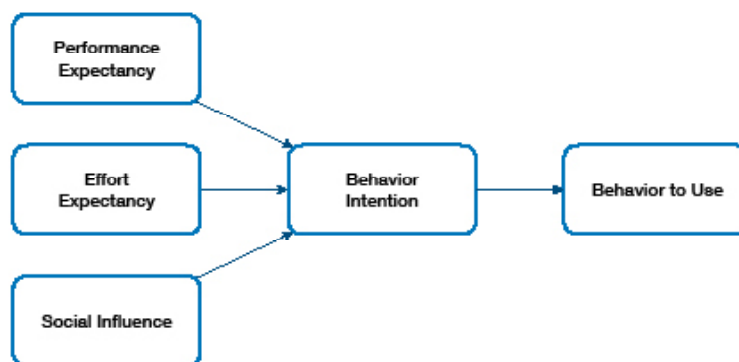 Performance
Expectancy
Effort
Expectancy
Behavior
Intention
Behavior to Use
Social Influence